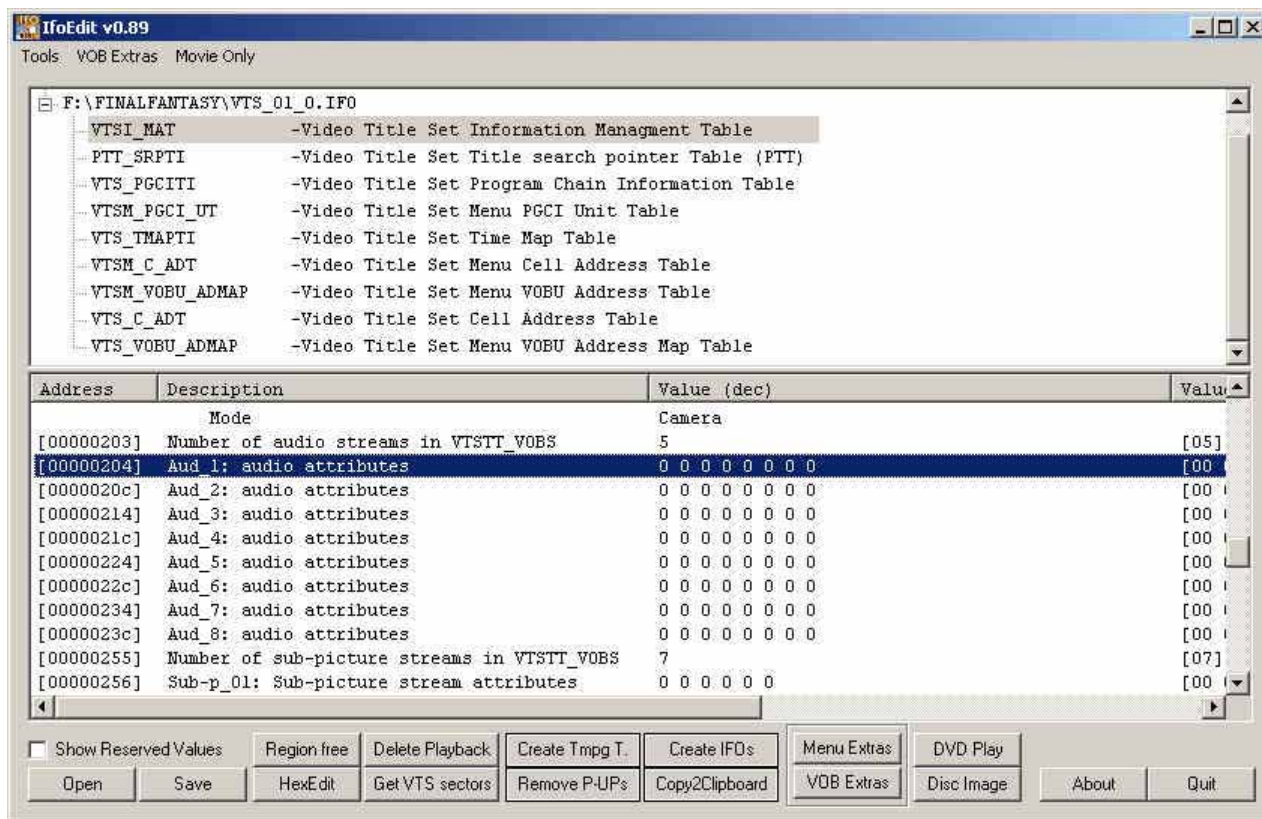 IfoEdit v0.89
Tools VOB Extras Movie Only
F:\FINALFANTASY\VTS_01_0.IFO
VTSI_MAT -Video Title Set Information Managment Table
PTT_SRPTI -Video Title Set Title search pointer Table (PTT)
VTS_PGCITI -Video Title Set Program Chain Information Table
VTSM_PGCI_UT -Video Title Set Menu PGCI Unit Table
VTS_TMAPTI -Video Title Set Time Map Table
VTSM_C_ADT -Video Title Set Menu Cell Address Table
VTSM_VOBU_ADMAP -Video Title Set Menu VOBU Address Table
VTS_C_ADT -Video Title Set Cell Address Table
VTS_VOBU_ADMAP -Video Title Set Menu VOBU Address Map Table
Address Description Value (dec) Valu
Mode Camera
[00000203] Number of audio streams in VTSTT_VOBS 5 [05]
[00000204] Aud_1: audio attributes 0 0 0 0 0 0 0 0 [00
[0000020c] Aud_2: audio attributes 0 0 0 0 0 0 0 0 [00
[00000214] Aud_3: audio attributes 0 0 0 0 0 0 0 0 [00
[0000021c] Aud_4: audio attributes 0 0 0 0 0 0 0 0 [00
[00000224] Aud_5: audio attributes 0 0 0 0 0 0 0 0 [00
[0000022c] Aud_6: audio attributes 0 0 0 0 0 0 0 0 [00
[00000234] Aud_7: audio attributes 0 0 0 0 0 0 0 0 [00
[0000023c] Aud_8: audio attributes 0 0 0 0 0 0 0 0 [00
[00000255] Number of sub-picture streams in VTSTT_VOBS 7 [07]
[00000256] Sub-p_01: Sub-picture stream attributes 0 0 0 0 0 0 [00
Show Reserved Values Region free Delete Playback Create Tmpg T. Create IFOs Menu Extras DVD Play
Open Save HexEdit Get VTS sectors Remove P-UPs Copy2Clipboard VOB Extras Disc Image About Quit